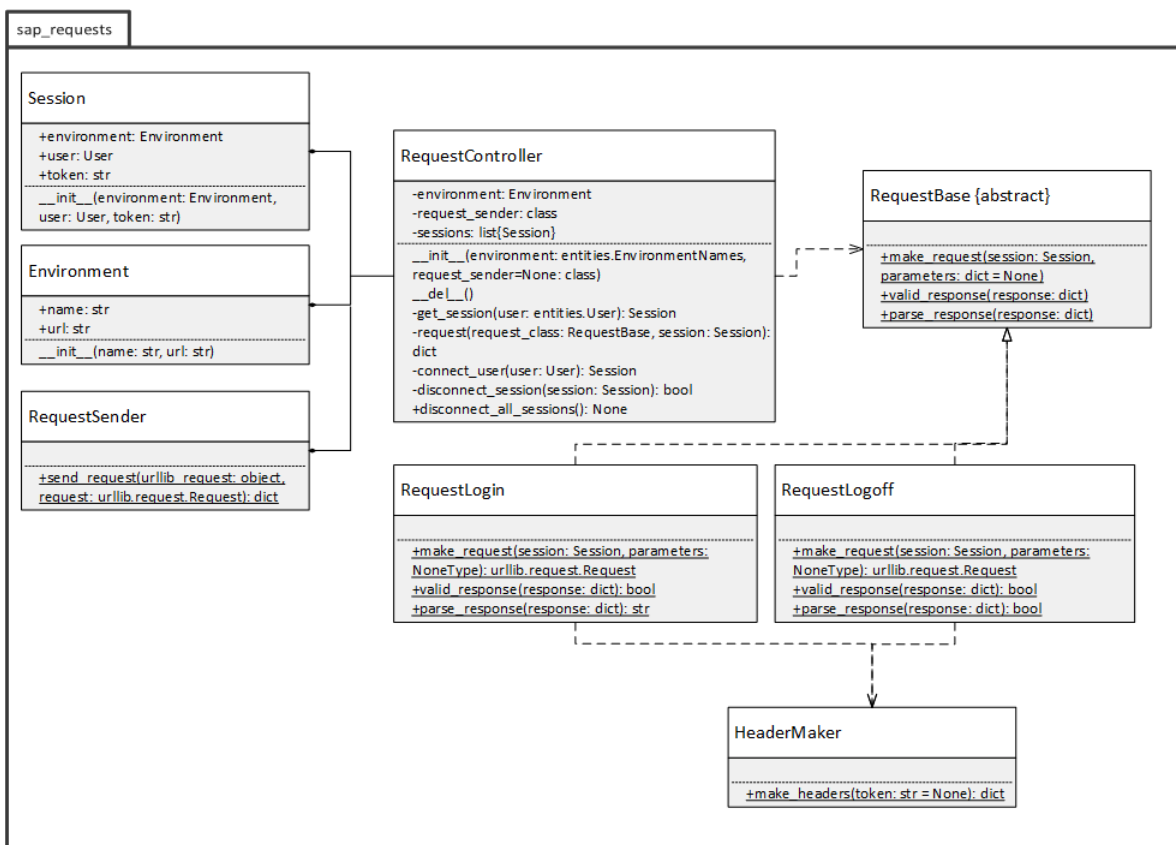 sap_requests
Session
+environment: Environment
+user: User
+token: str
__init__(environment: Environment,
user: User, token: str)
Environment
+name: str
+url: str
__init__(name: str, url: str)
RequestSender
+send_request(urllib_request: object,
request: urllib.request.Request): dict
RequestController
-environment: Environment
-request_sender: class
-sessions: list{Session}
__init__(environment: entities.EnvironmentNames,
request_sender=None: class)
__del__()
-get_session(user: entities.User): Session
-request(request_class: RequestBase, session: Session):
dict
-connect_user(user: User): Session
-disconnect_session(session: Session): bool
+disconnect_all_sessions(): None
RequestBase {abstract}
+make_request(session: Session,
parameters: dict = None)
+valid_response(response: dict)
+parse_response(response: dict)
RequestLogin
+make_request(session: Session, parameters:
NoneType): urllib.request.Request
+valid_response(response: dict): bool
+parse_response(response: dict): str
RequestLogoff
+make_request(session: Session, parameters:
NoneType): urllib.request.Request
+valid_response(response: dict): bool
+parse_response(response: dict): bool
HeaderMaker
+make_headers(token: str = None): dict